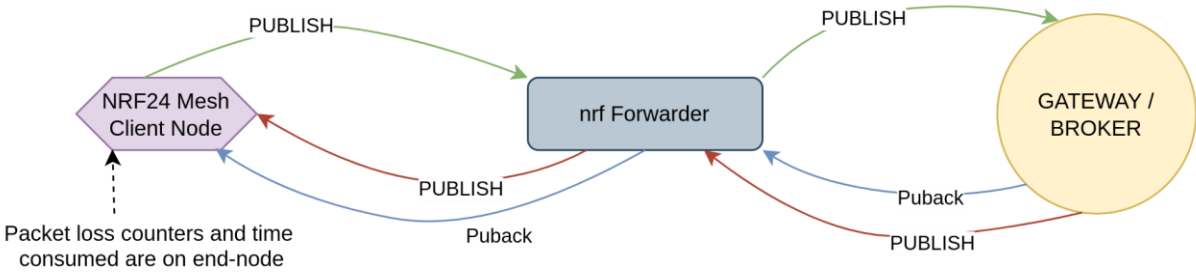 PUBLISH
PUBLISH
NRF24 Mesh
Client Node
nrf Forwarder
GATEWAY /
BROKER
PUBLISH
Puback
Puback
PUBLISH
Packet loss counters and time
consumed are on end-node